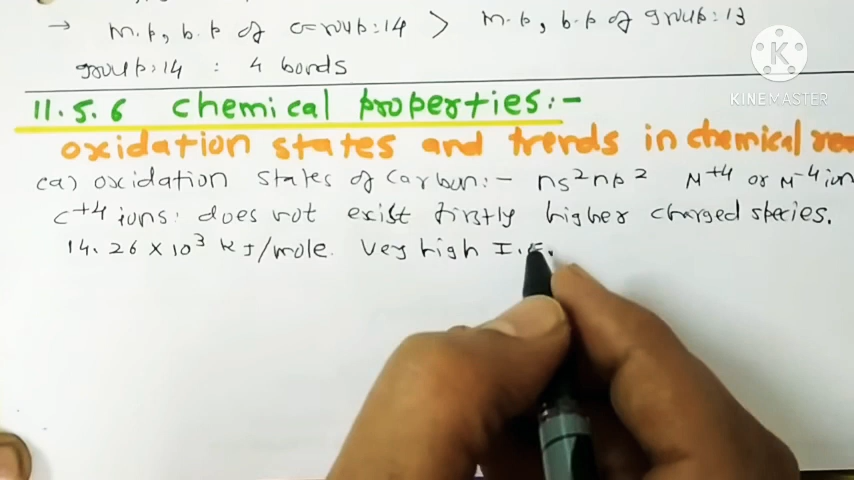 → M.p, b.p of Group:14 > m.p, b.p of group:13
group:14 : 4 bonds
11.5.6 chemical properties:-
oxidation states and trends in chemical rea
(a) oxidation states of Carbon:- ns²np² M⁺⁴ or M⁻⁴ ion
C⁺⁴ ions: does not exist firstly higher charged species.
14.26 × 10³ kJ/mole. Very high I.E.
K
KINEMASTER